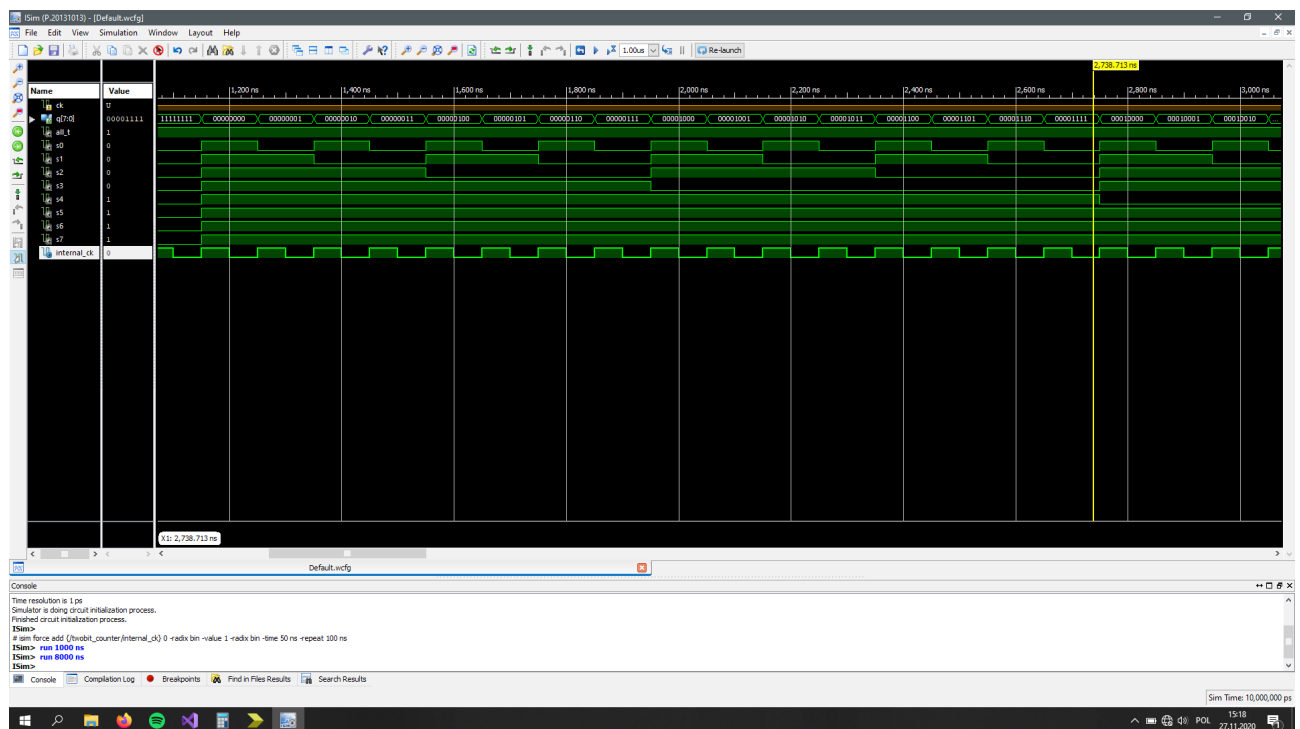 ISim (P.20131013) - [Default.wcfg]
File Edit View Simulation Window Layout Help
1.00us Re-launch
2,738.713 ns
Name Value
1,200 ns 1,400 ns 1,600 ns 1,800 ns 2,000 ns 2,200 ns 2,400 ns 2,600 ns 2,800 ns 3,000 ns
ck U
q[7:0] 00001111 11111111 00000000 00000001 00000010 00000011 00000100 00000101 00000110 00000111 00001000 00001001 00001010 00001011 00001100 00001101 00001110 00001111 00010000 00010001 00010010 ...
all_t 1
s0 0
s1 0
s2 0
s3 0
s4 1
s5 1
s6 1
s7 1
internal_ck 0
X1: 2,738.713 ns
Default.wcfg
Console
Time resolution is 1 ps
Simulator is doing circuit initialization process.
Finished circuit initialization process.
ISim>
# isim force add {/twobit_counter/internal_ck} 0 -radix bin -value 1 -radix bin -time 50 ns -repeat 100 ns
ISim> run 1000 ns
ISim> run 8000 ns
ISim>
Console Compilation Log Breakpoints Find in Files Results Search Results
Sim Time: 10,000,000 ps
POL 15:18
27.11.2020